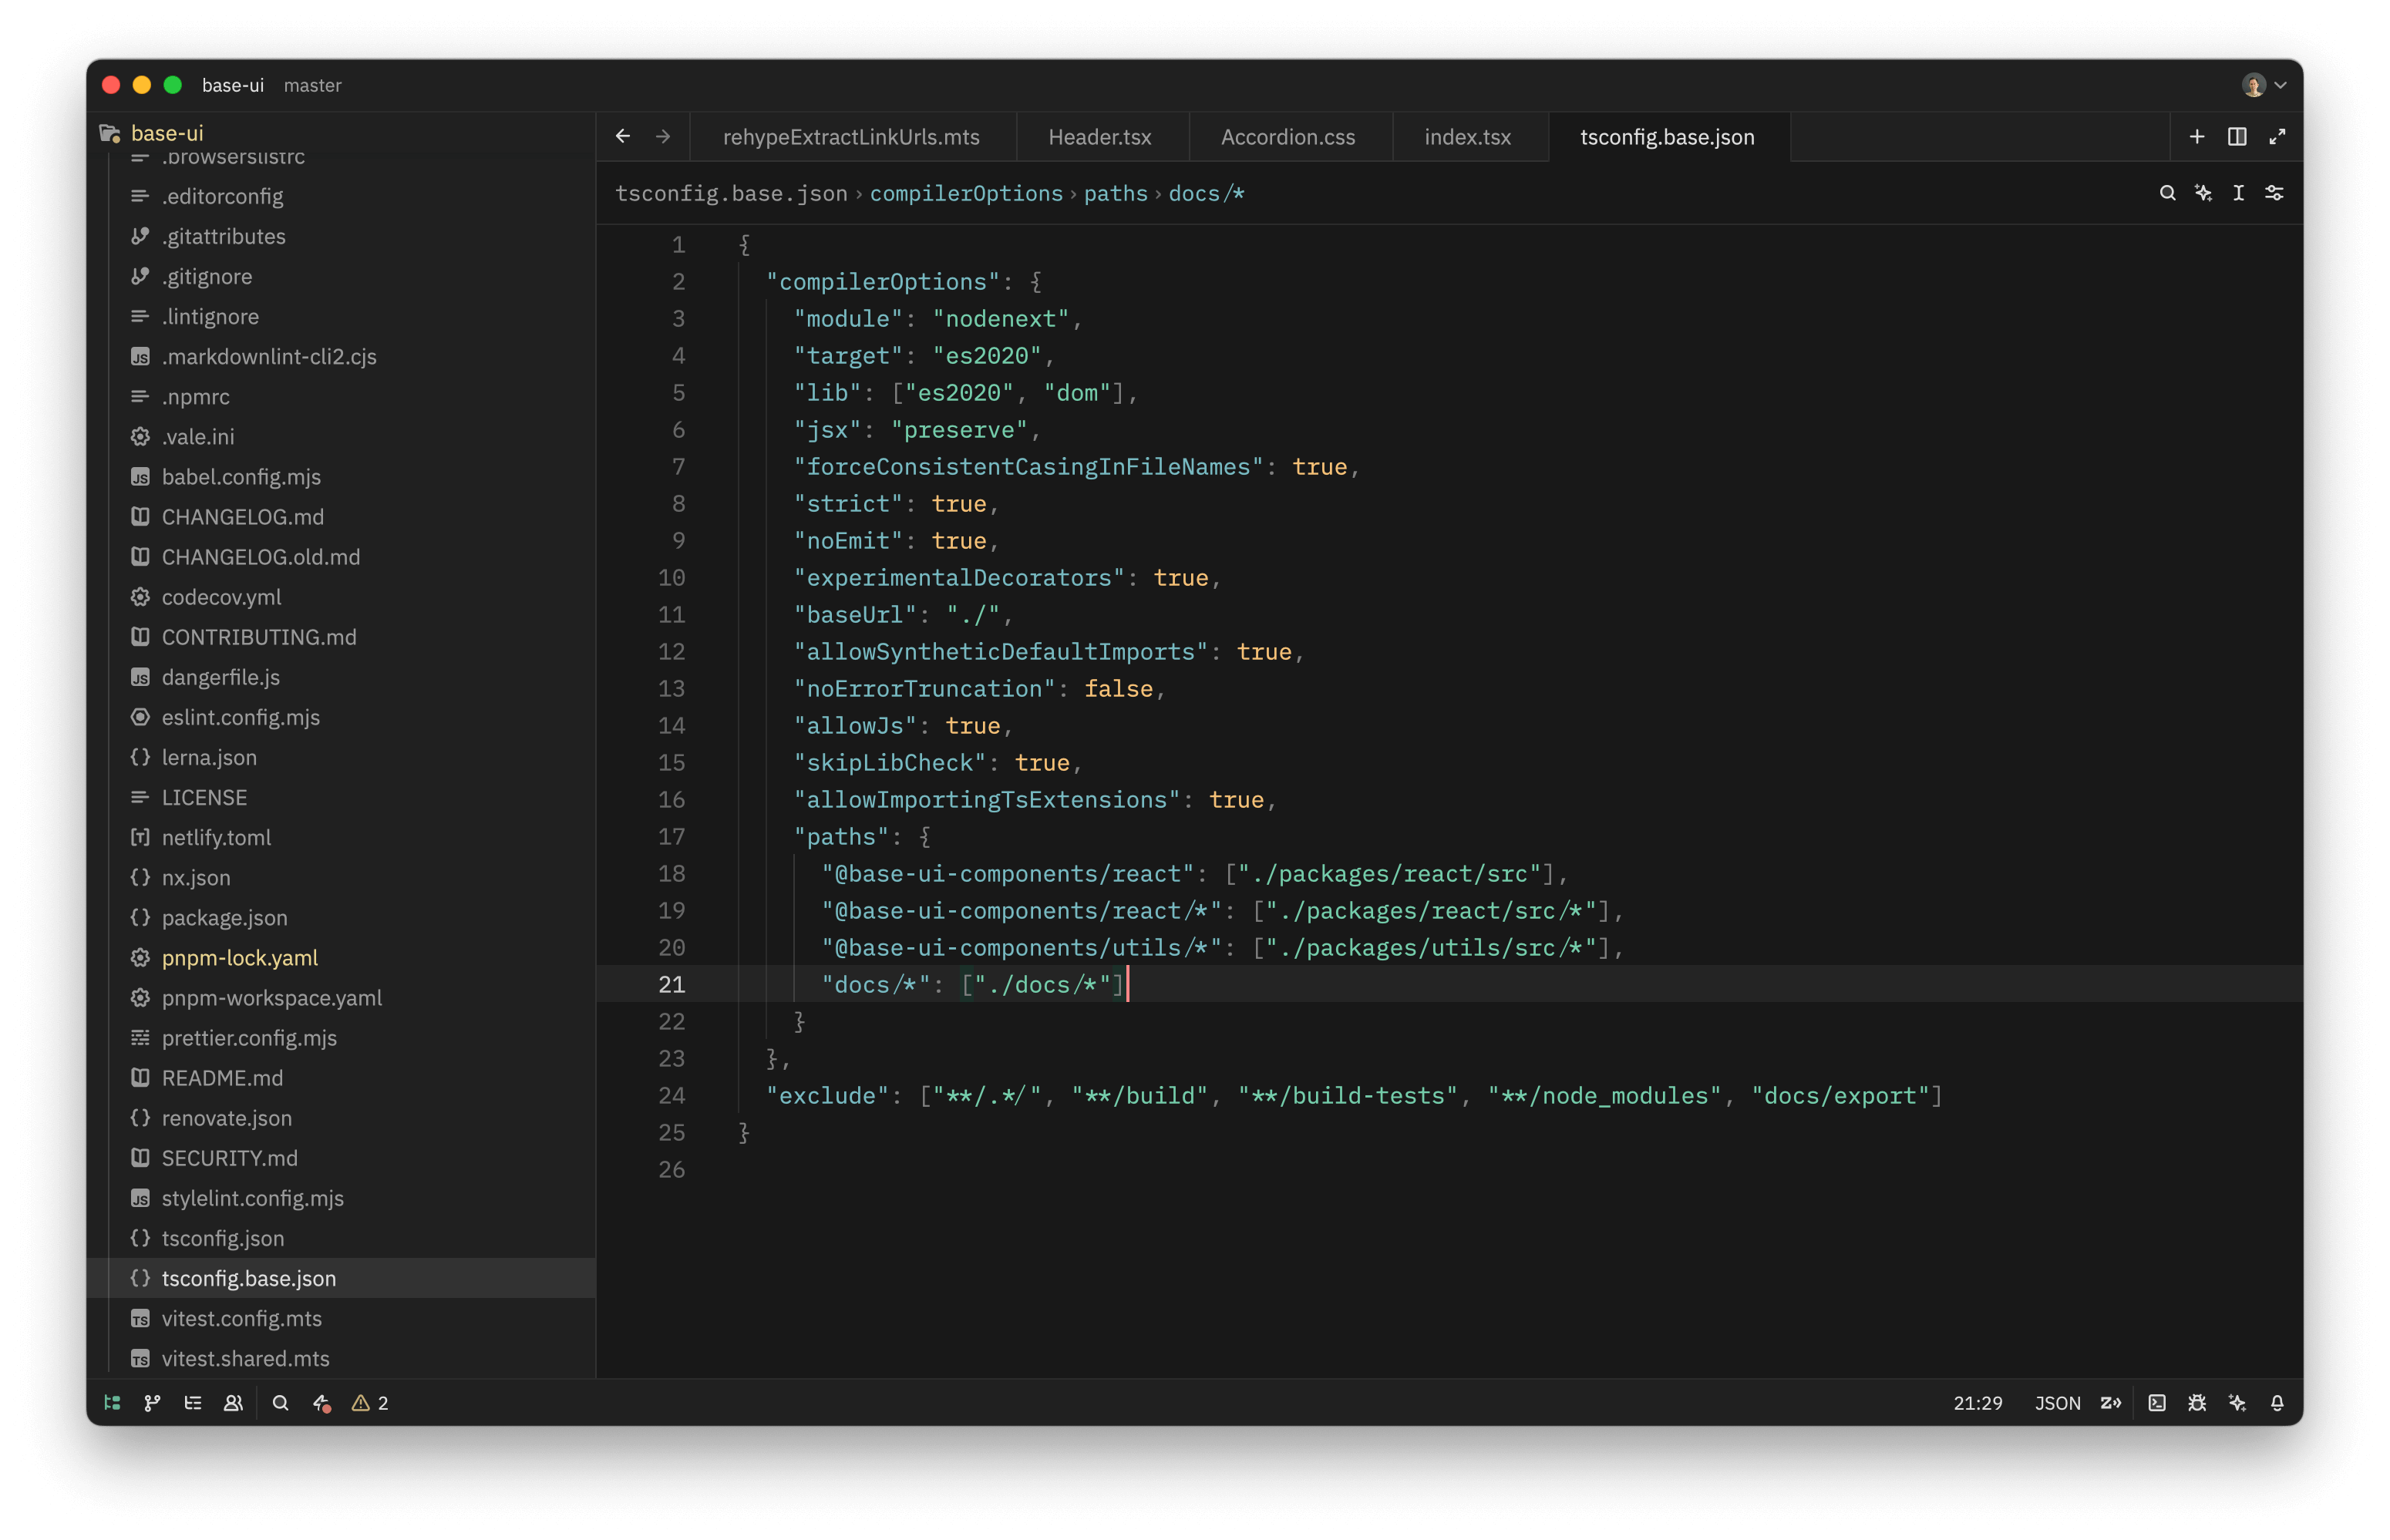 base-ui master
base-ui
.browserslistrc
.editorconfig
.gitattributes
.gitignore
.lintignore
.markdownlint-cli2.cjs
.npmrc
.vale.ini
babel.config.mjs
CHANGELOG.md
CHANGELOG.old.md
codecov.yml
CONTRIBUTING.md
dangerfile.js
eslint.config.mjs
lerna.json
LICENSE
netlify.toml
nx.json
package.json
pnpm-lock.yaml
pnpm-workspace.yaml
prettier.config.mjs
README.md
renovate.json
SECURITY.md
stylelint.config.mjs
tsconfig.json
tsconfig.base.json
vitest.config.mts
vitest.shared.mts
rehypeExtractLinkUrls.mts Header.tsx Accordion.css index.tsx tsconfig.base.json
tsconfig.base.json › compilerOptions › paths › docs/*
1 {
2 "compilerOptions": {
3 "module": "nodenext",
4 "target": "es2020",
5 "lib": ["es2020", "dom"],
6 "jsx": "preserve",
7 "forceConsistentCasingInFileNames": true,
8 "strict": true,
9 "noEmit": true,
10 "experimentalDecorators": true,
11 "baseUrl": "./",
12 "allowSyntheticDefaultImports": true,
13 "noErrorTruncation": false,
14 "allowJs": true,
15 "skipLibCheck": true,
16 "allowImportingTsExtensions": true,
17 "paths": {
18 "@base-ui-components/react": ["./packages/react/src"],
19 "@base-ui-components/react/*": ["./packages/react/src/*"],
20 "@base-ui-components/utils/*": ["./packages/utils/src/*"],
21 "docs/*": ["./docs/*"]
22 }
23 },
24 "exclude": ["**/.*/", "**/build", "**/build-tests", "**/node_modules", "docs/export"]
25 }
26
2 21:29 JSON